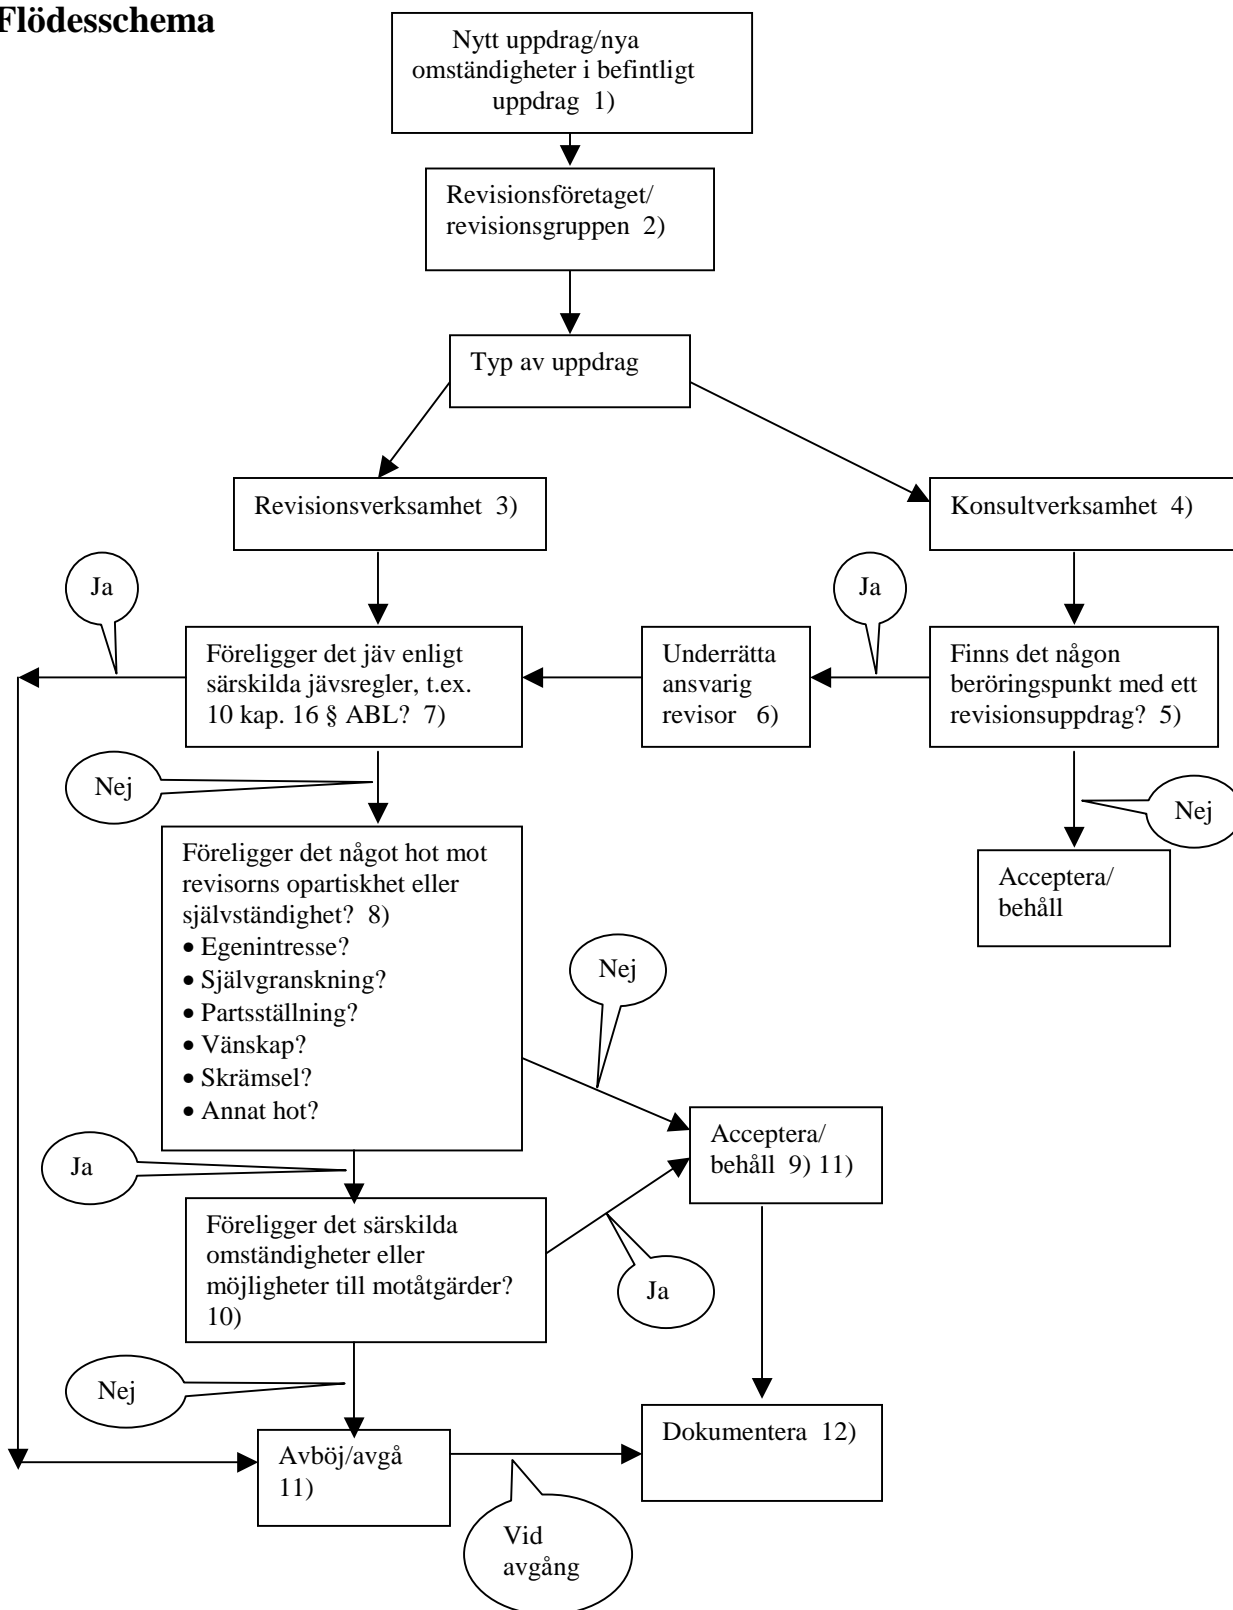 Flödesschema
Nytt uppdrag/nya
omständigheter i befintligt
uppdrag 1)
Revisionsföretaget/
revisionsgruppen 2)
Typ av uppdrag
Revisionsverksamhet 3)
Konsultverksamhet 4)
Ja
Ja
Föreligger det jäv enligt
särskilda jävsregler, t.ex.
10 kap. 16 § ABL? 7)
Underrätta
ansvarig
revisor 6)
Finns det någon
beröringspunkt med ett
revisionsuppdrag? 5)
Nej
Nej
Föreligger det något hot mot
revisorns opartiskhet eller
självständighet? 8)
• Egenintresse?
• Självgranskning?
• Partsställning?
• Vänskap?
• Skrämsel?
• Annat hot?
Acceptera/
behåll
Nej
Ja
Acceptera/
behåll 9) 11)
Föreligger det särskilda
omständigheter eller
möjligheter till motåtgärder?
10)
Ja
Nej
Avböj/avgå
11)
Dokumentera 12)
Vid
avgång